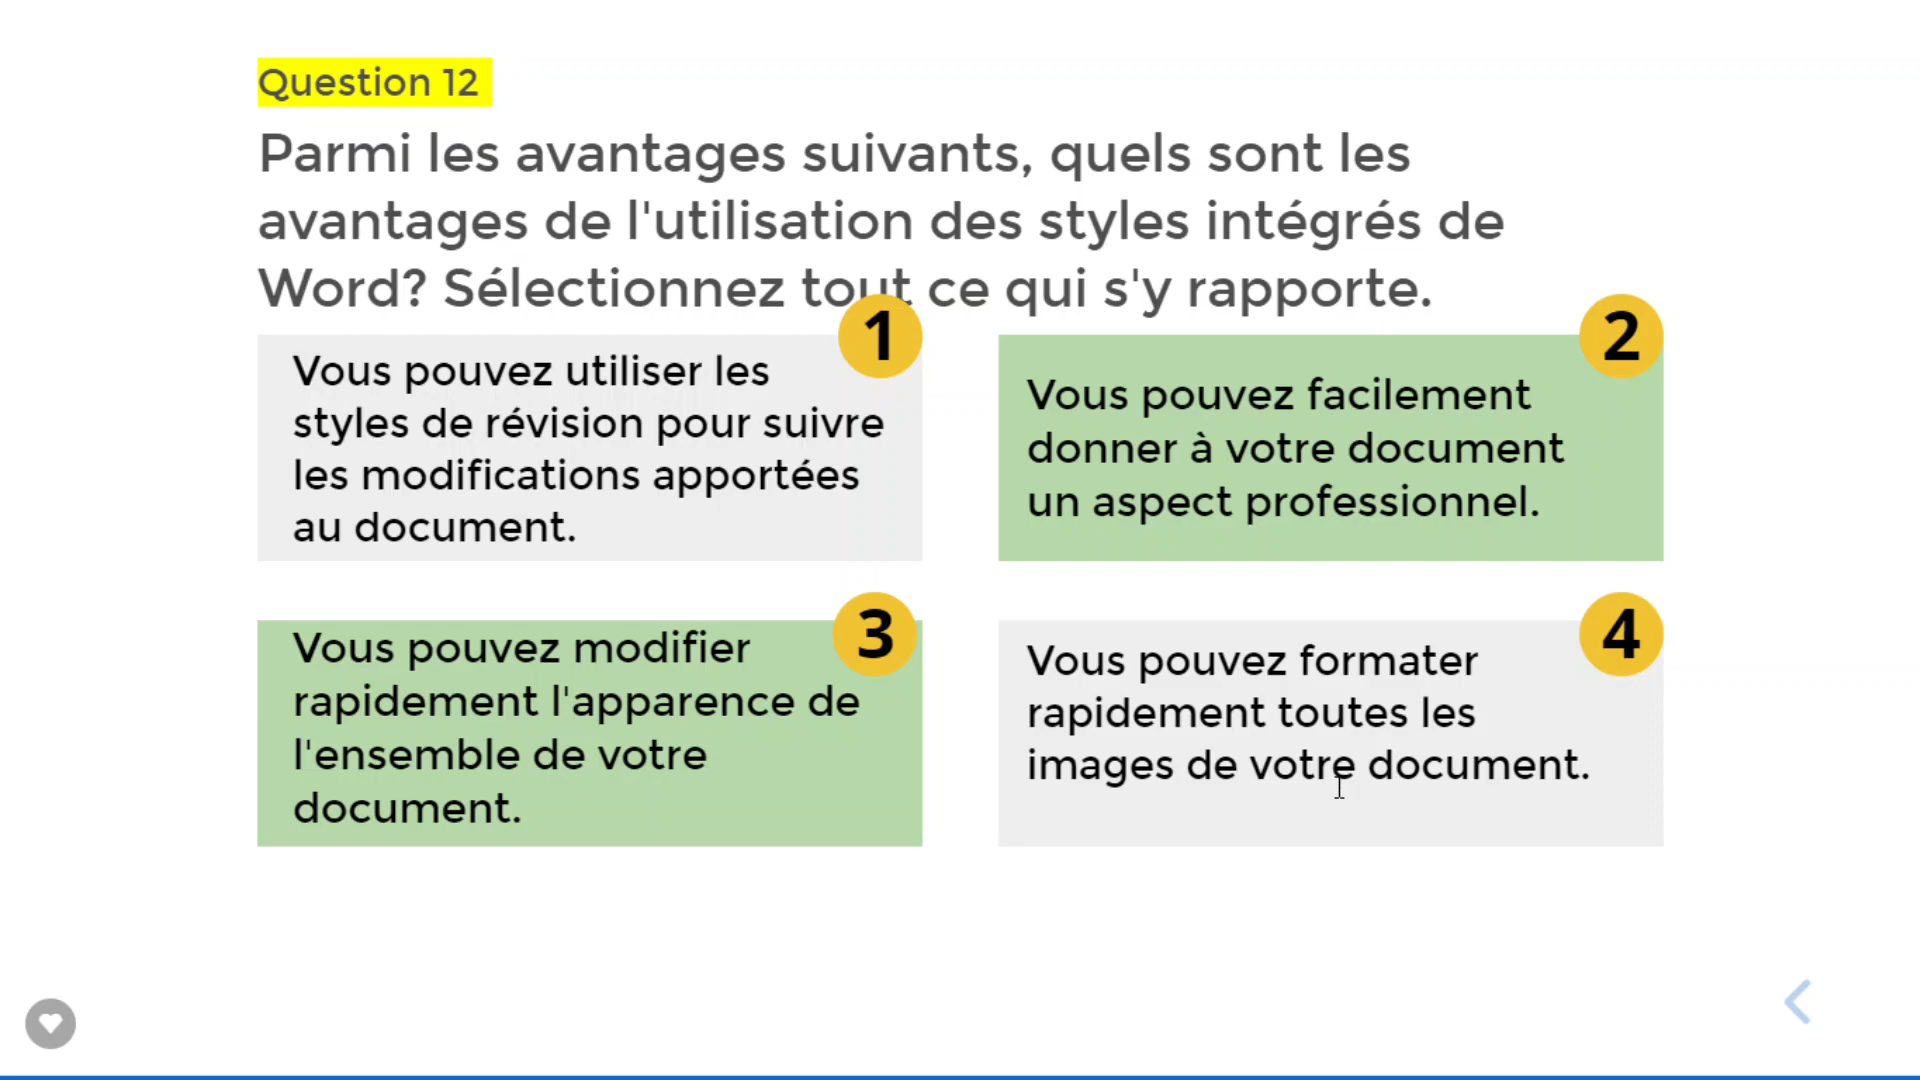 Question 12
Parmi les avantages suivants, quels sont les
avantages de l'utilisation des styles intégrés de
Word? Sélectionnez tout ce qui s'y rapporte.
1
Vous pouvez utiliser les
styles de révision pour suivre
les modifications apportées
au document.
2
Vous pouvez facilement
donner à votre document
un aspect professionnel.
3
Vous pouvez modifier
rapidement l'apparence de
l'ensemble de votre
document.
4
Vous pouvez formater
rapidement toutes les
images de votre document.